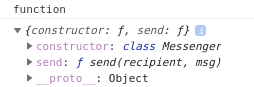 function
▼{constructor: ƒ, send: ƒ} i
▶constructor: class Messenger
▶send: ƒ send(recipient, msg)
▶__proto__: Object